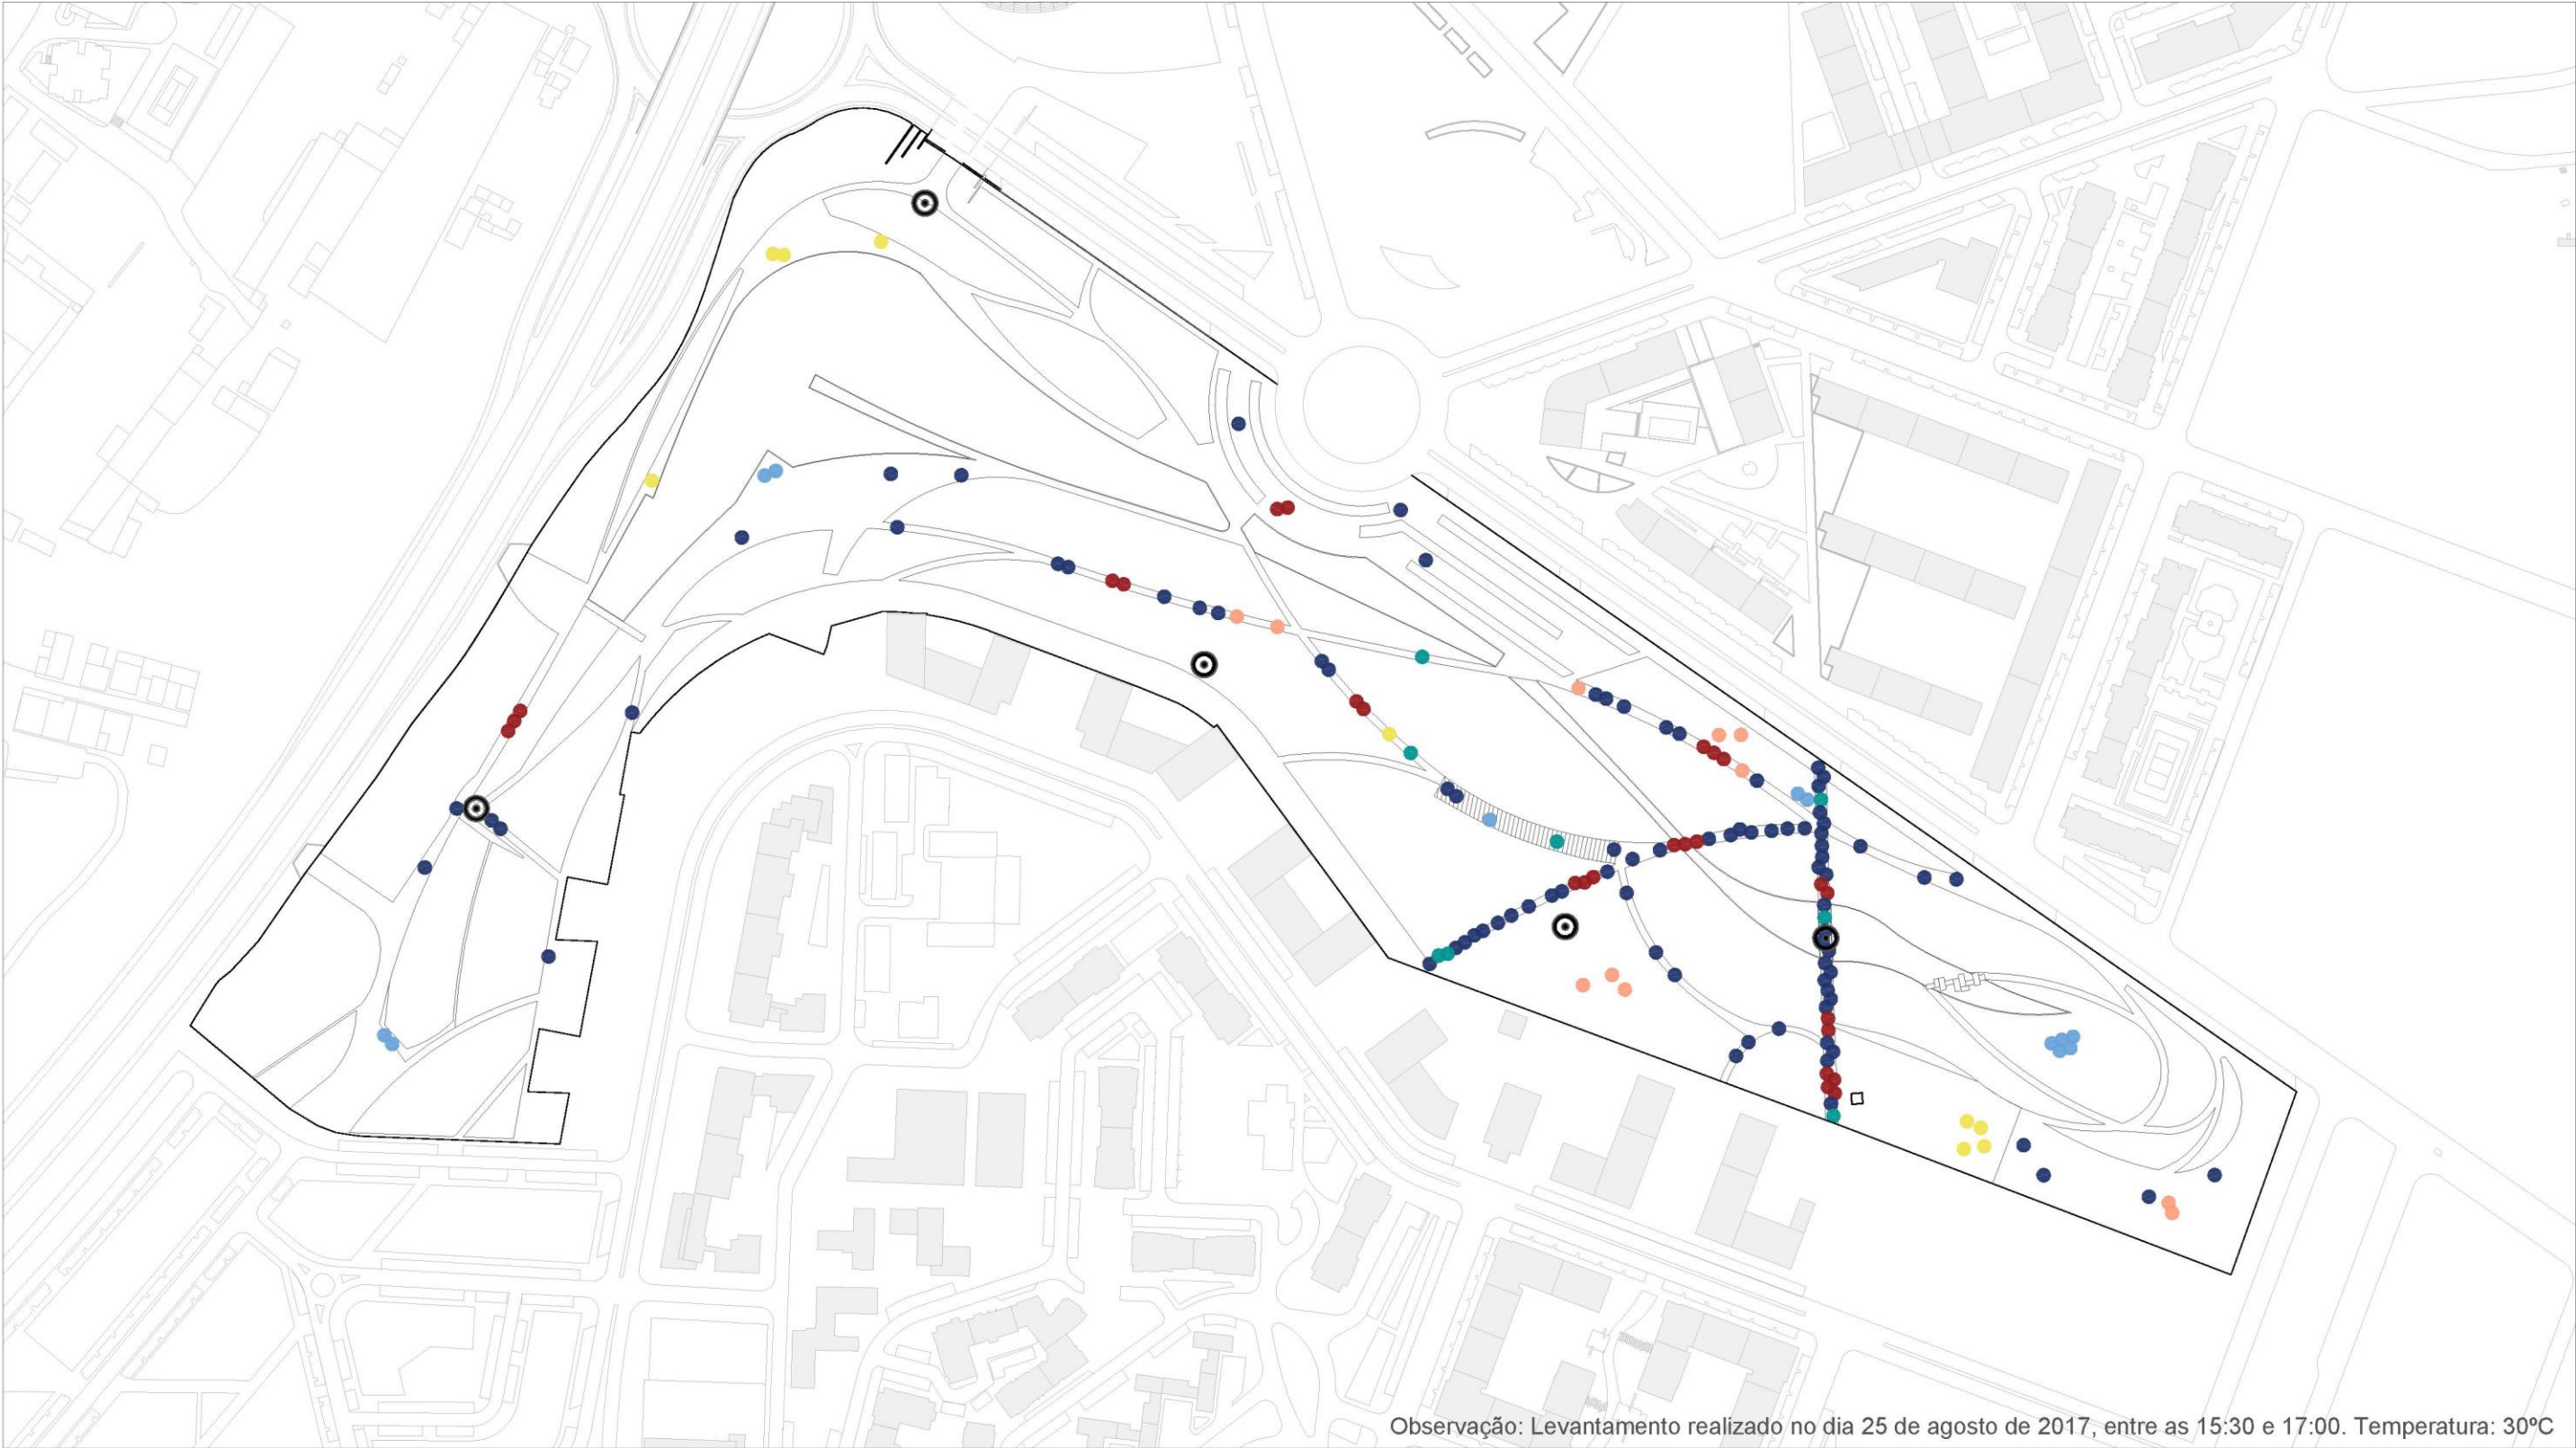 Observação: Levantamento realizado no dia 25 de agosto de 2017, entre as 15:30 e 17:00. Temperatura: 30ºC